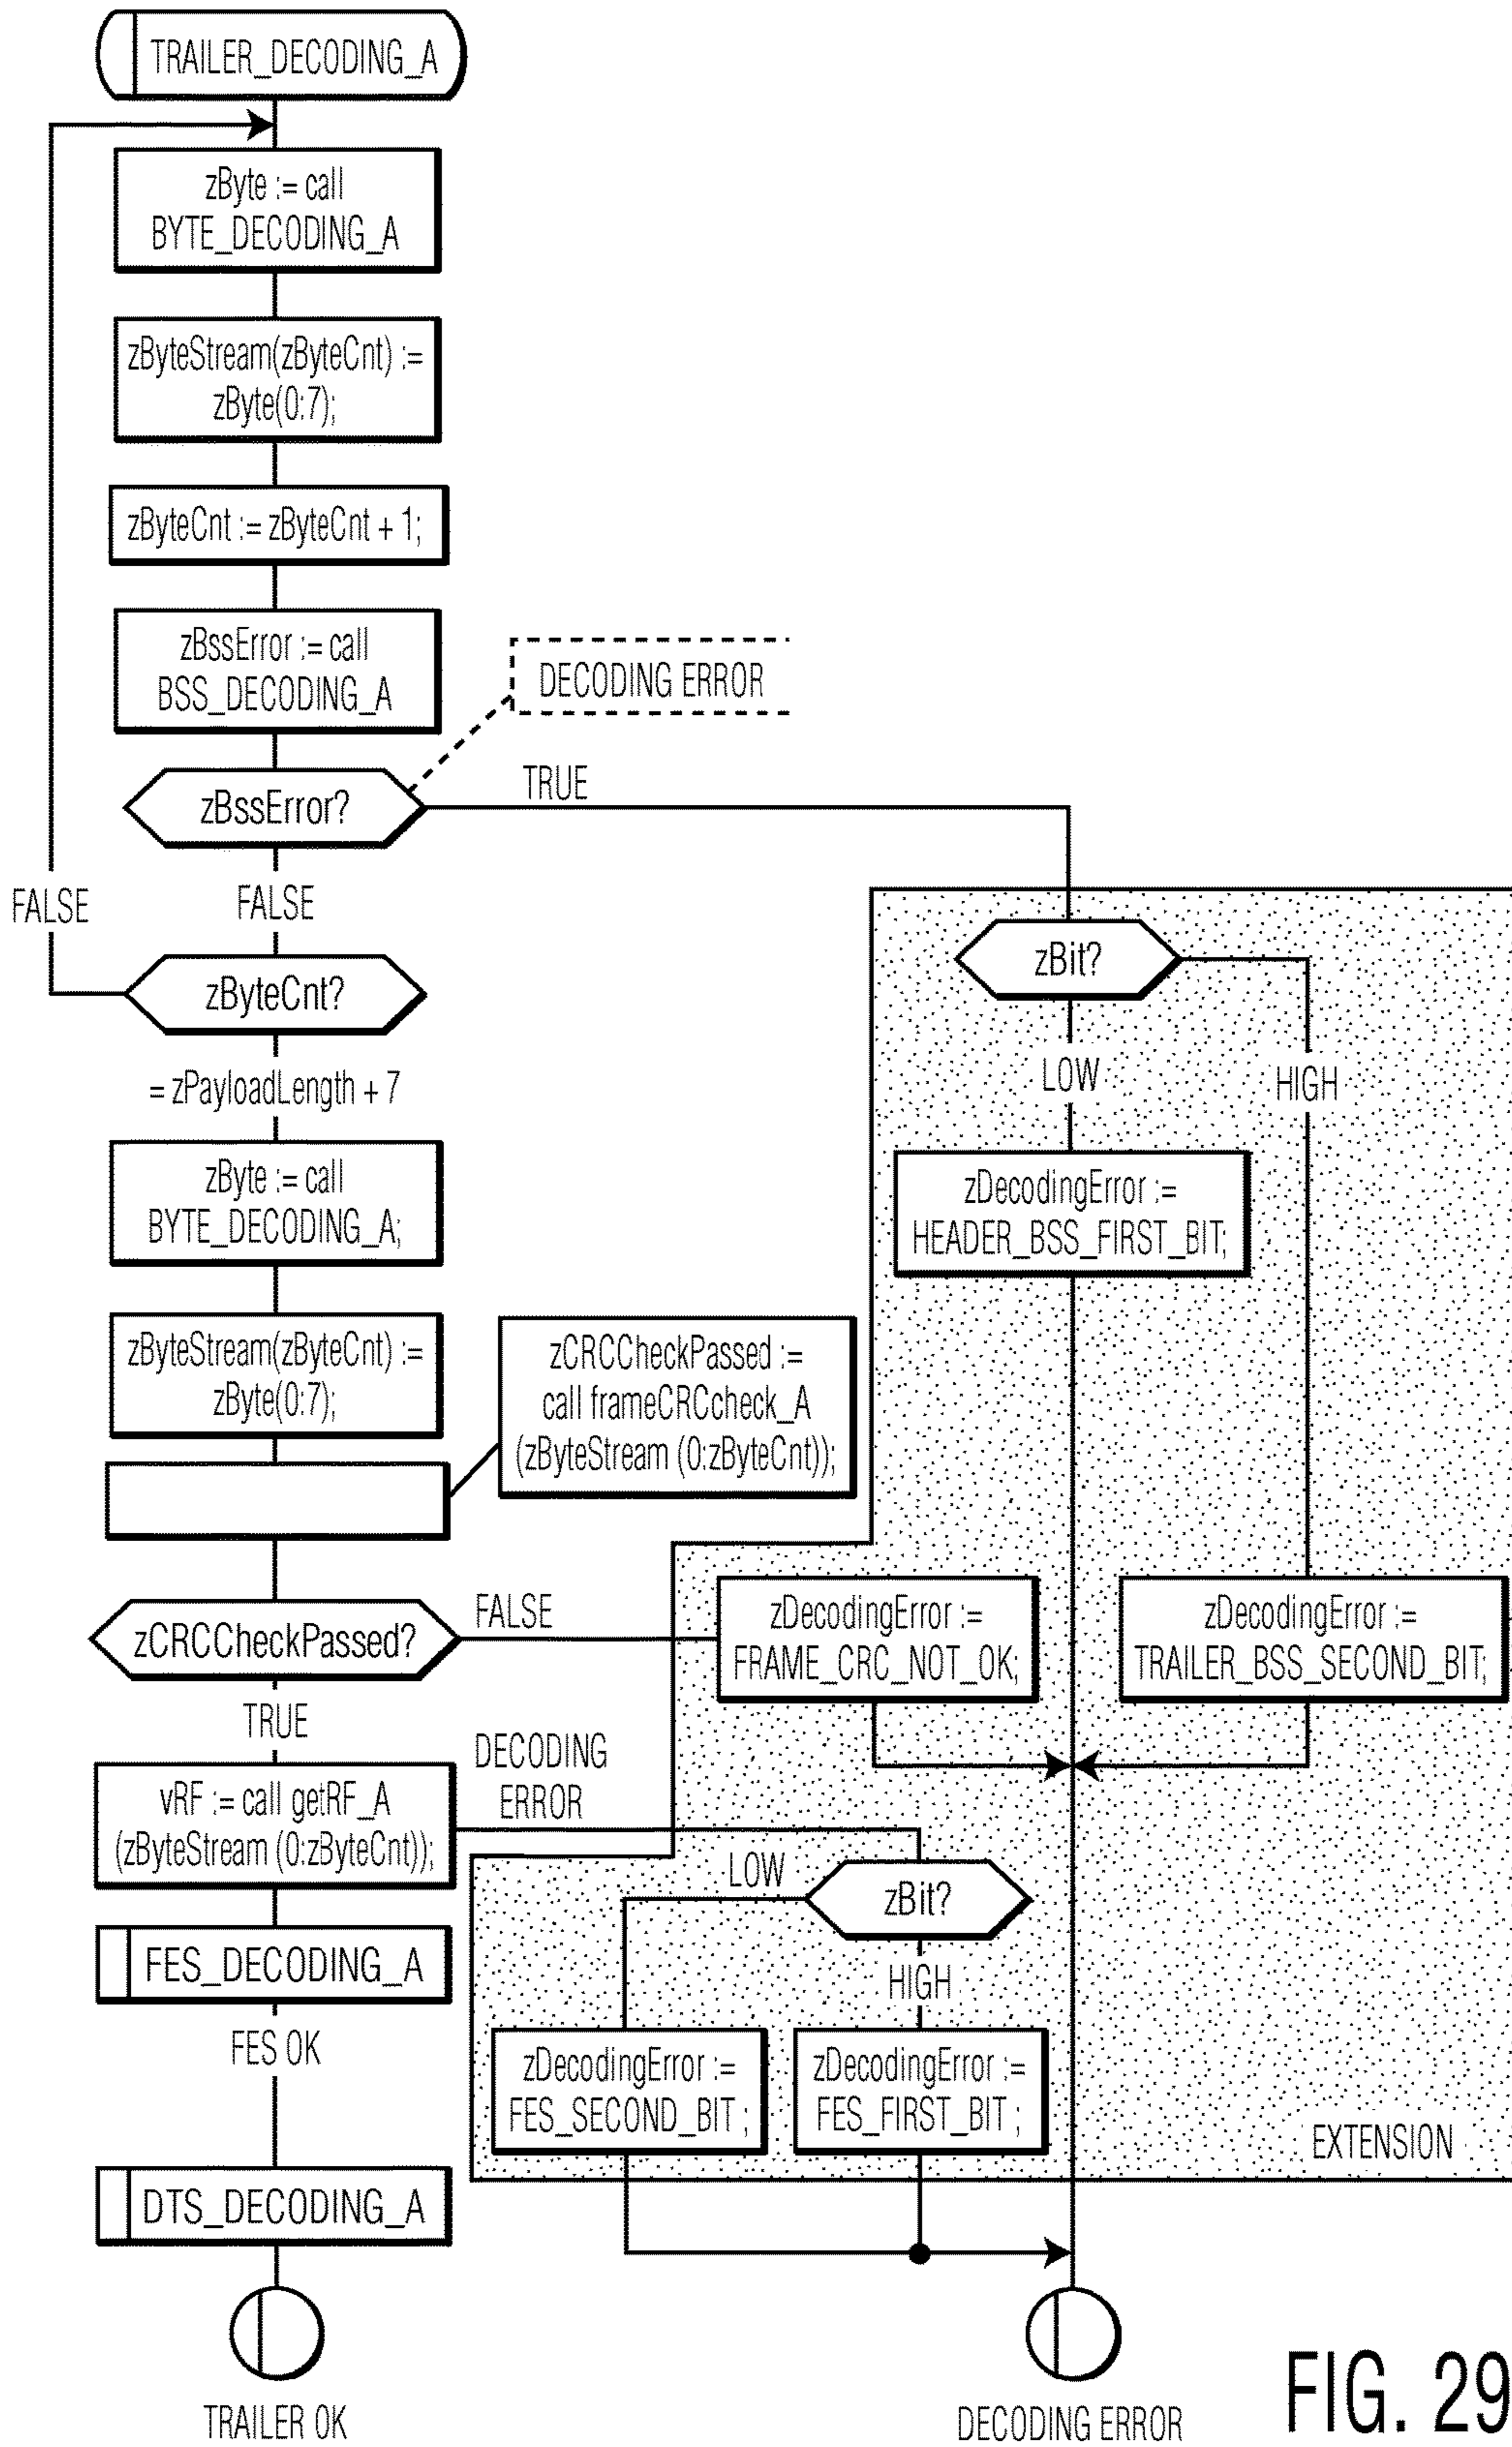 TRAILER_DECODING_A
zByte := call
BYTE_DECODING_A
zByteStream(zByteCnt) :=
zByte(0:7);
zByteCnt := zByteCnt + 1;
zBssError := call
BSS_DECODING_A
DECODING ERROR
zBssError?
TRUE
FALSE
FALSE
zByteCnt?
= zPayloadLength + 7
zByte := call
BYTE_DECODING_A;
zByteStream(zByteCnt) :=
zByte(0:7);
zCRCCheckPassed :=
call frameCRCcheck_A
(zByteStream (0:zByteCnt));
zCRCCheckPassed?
FALSE
TRUE
vRF := call getRF_A
(zByteStream (0:zByteCnt));
DECODING
ERROR
FES_DECODING_A
FES OK
DTS_DECODING_A
TRAILER OK
zBit?
LOW
HIGH
zDecodingError :=
HEADER_BSS_FIRST_BIT;
zDecodingError :=
FRAME_CRC_NOT_OK;
zDecodingError :=
TRAILER_BSS_SECOND_BIT;
LOW
zBit?
HIGH
zDecodingError :=
FES_SECOND_BIT ;
zDecodingError :=
FES_FIRST_BIT ;
EXTENSION
DECODING ERROR
FIG. 29